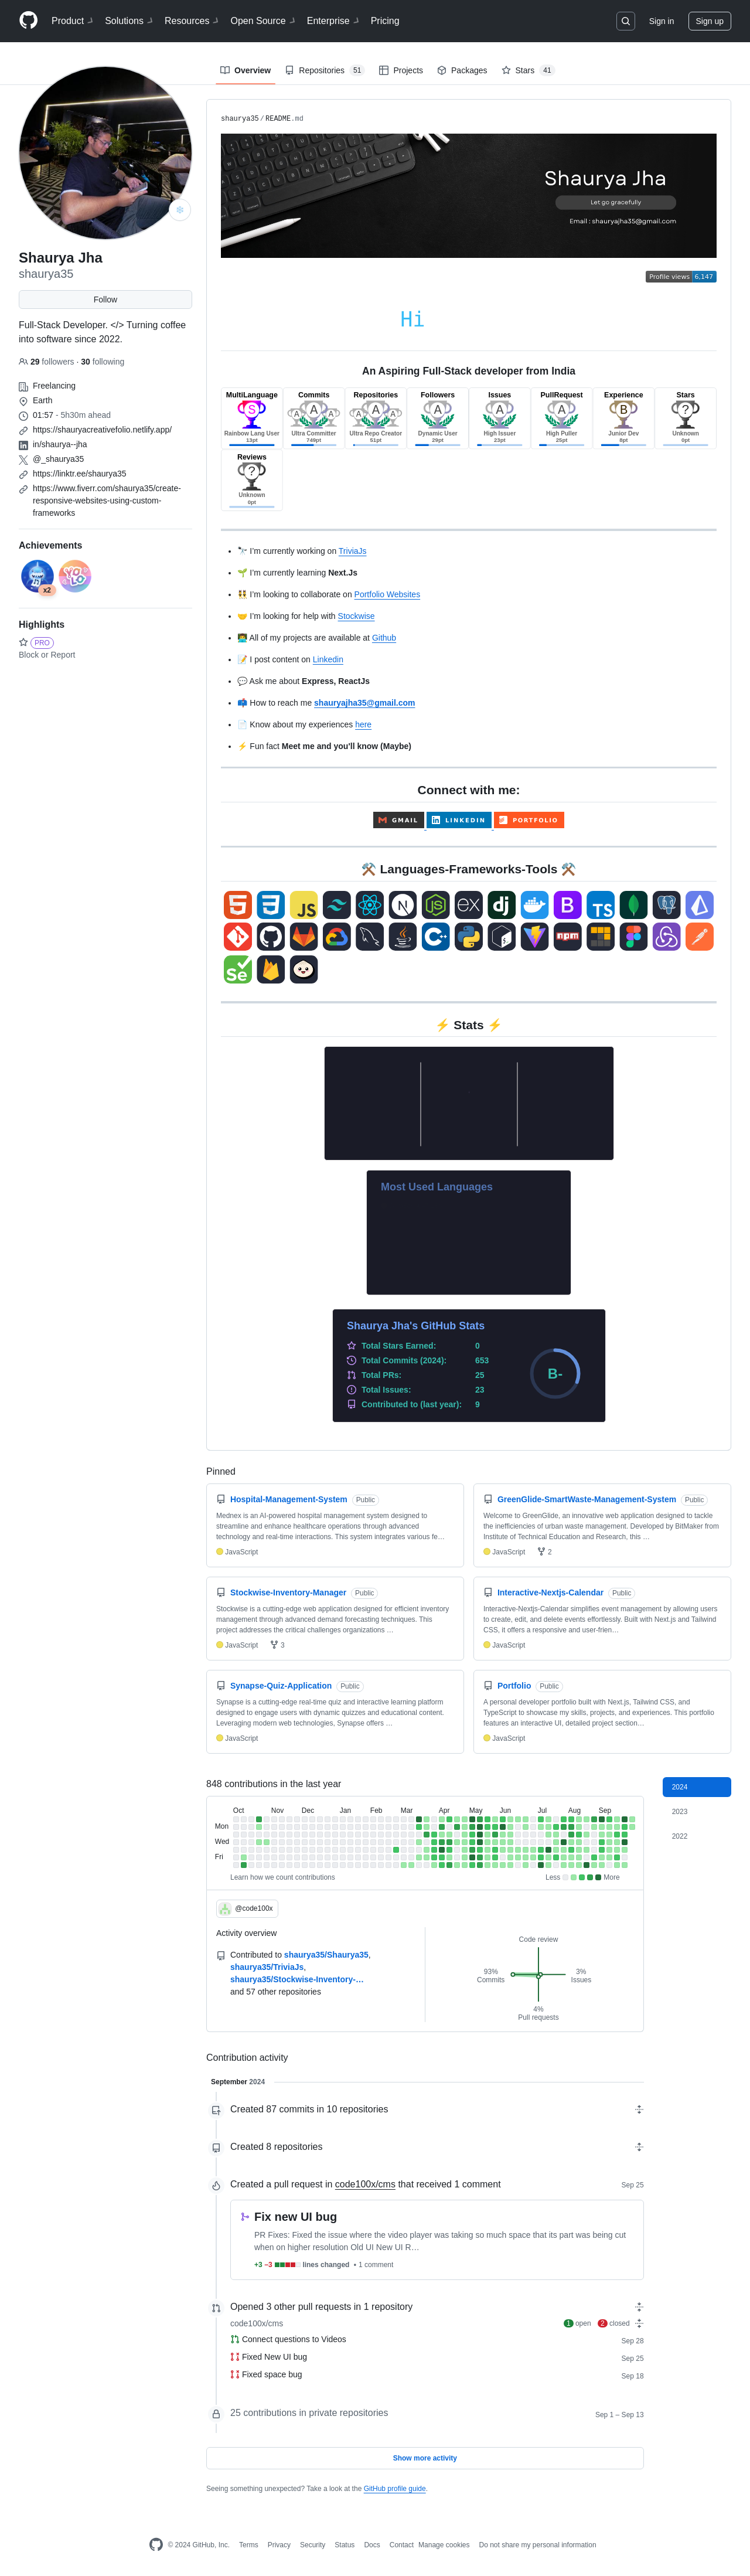 Product Solutions Resources Open Source Enterprise Pricing Sign in Sign up
Overview Repositories 51 Projects Packages Stars 41
shaurya35 / README.md
Shaurya Jha
Let go gracefully
Email : shauryajha35@gmail.com
Shaurya Jha
shaurya35
Follow
Full-Stack Developer. </> Turning coffee
into software since 2022.
29 followers · 30 following
Freelancing
Earth
01:57 - 5h30m ahead
https://shauryacreativefolio.netlify.app/
in/shaurya--jha
@_shaurya35
https://linktr.ee/shaurya35
https://www.fiverr.com/shaurya35/create-
responsive-websites-using-custom-
frameworks
Achievements
x2
YOLO
Highlights
PRO
Block or Report
Profile views 6,147
Hi
An Aspiring Full-Stack developer from India
MultiLanguage Commits Repositories Followers Issues PullRequest Experience Stars
S A A A A A A A A A B ?
Rainbow Lang User Ultra Committer Ultra Repo Creator Dynamic User High Issuer High Puller Junior Dev Unknown
13pt 749pt 51pt 29pt 23pt 25pt 8pt 0pt
Reviews
?
Unknown
0pt
🔭 I'm currently working on TriviaJs
🌱 I'm currently learning Next.Js
👯 I'm looking to collaborate on Portfolio Websites
🤝 I'm looking for help with Stockwise
👨‍💻 All of my projects are available at Github
📝 I post content on Linkedin
💬 Ask me about Express, ReactJs
📫 How to reach me shauryajha35@gmail.com
📄 Know about my experiences here
⚡ Fun fact Meet me and you'll know (Maybe)
Connect with me:
GMAIL LINKEDIN PORTFOLIO
⚒️ Languages-Frameworks-Tools ⚒️
JS N JS EX dj B TS
C++ npm
Se
⚡ Stats ⚡
Most Used Languages
Shaurya Jha's GitHub Stats
Total Stars Earned: 0
Total Commits (2024): 653
Total PRs: 25
Total Issues: 23
Contributed to (last year): 9
B-
Pinned
Hospital-Management-System Public
Mednex is an AI-powered hospital management system designed to
streamline and enhance healthcare operations through advanced
technology and real-time interactions. This system integrates various fe…
JavaScript
GreenGlide-SmartWaste-Management-System Public
Welcome to GreenGlide, an innovative web application designed to tackle
the inefficiencies of urban waste management. Developed by BitMaker from
Institute of Technical Education and Research, this …
JavaScript 2
Stockwise-Inventory-Manager Public
Stockwise is a cutting-edge web application designed for efficient inventory
management through advanced demand forecasting techniques. This
project addresses the critical challenges organizations …
JavaScript 3
Interactive-Nextjs-Calendar Public
Interactive-Nextjs-Calendar simplifies event management by allowing users
to create, edit, and delete events effortlessly. Built with Next.js and Tailwind
CSS, it offers a responsive and user-frien…
JavaScript
Synapse-Quiz-Application Public
Synapse is a cutting-edge real-time quiz and interactive learning platform
designed to engage users with dynamic quizzes and educational content.
Leveraging modern web technologies, Synapse offers …
JavaScript
Portfolio Public
A personal developer portfolio built with Next.js, Tailwind CSS, and
TypeScript to showcase my skills, projects, and experiences. This portfolio
features an interactive UI, detailed project section…
JavaScript
848 contributions in the last year
2024
2023
2022
Oct Nov Dec Jan Feb Mar Apr May Jun Jul Aug Sep
Mon
Wed
Fri
Learn how we count contributions Less More
@code100x
Activity overview
Contributed to shaurya35/Shaurya35,
shaurya35/TriviaJs,
shaurya35/Stockwise-Inventory-…
and 57 other repositories
Code review
93%
Commits
3%
Issues
4%
Pull requests
Contribution activity
September 2024
Created 87 commits in 10 repositories
Created 8 repositories
Created a pull request in code100x/cms that received 1 comment Sep 25
Fix new UI bug
PR Fixes: Fixed the issue where the video player was taking so much space that its part was being cut
when on higher resolution Old UI New UI R…
+3 −3 lines changed • 1 comment
Opened 3 other pull requests in 1 repository
code100x/cms 1 open 2 closed
Connect questions to Videos Sep 28
Fixed New UI bug Sep 25
Fixed space bug Sep 18
25 contributions in private repositories Sep 1 – Sep 13
Show more activity
Seeing something unexpected? Take a look at the GitHub profile guide.
© 2024 GitHub, Inc. Terms Privacy Security Status Docs Contact Manage cookies Do not share my personal information